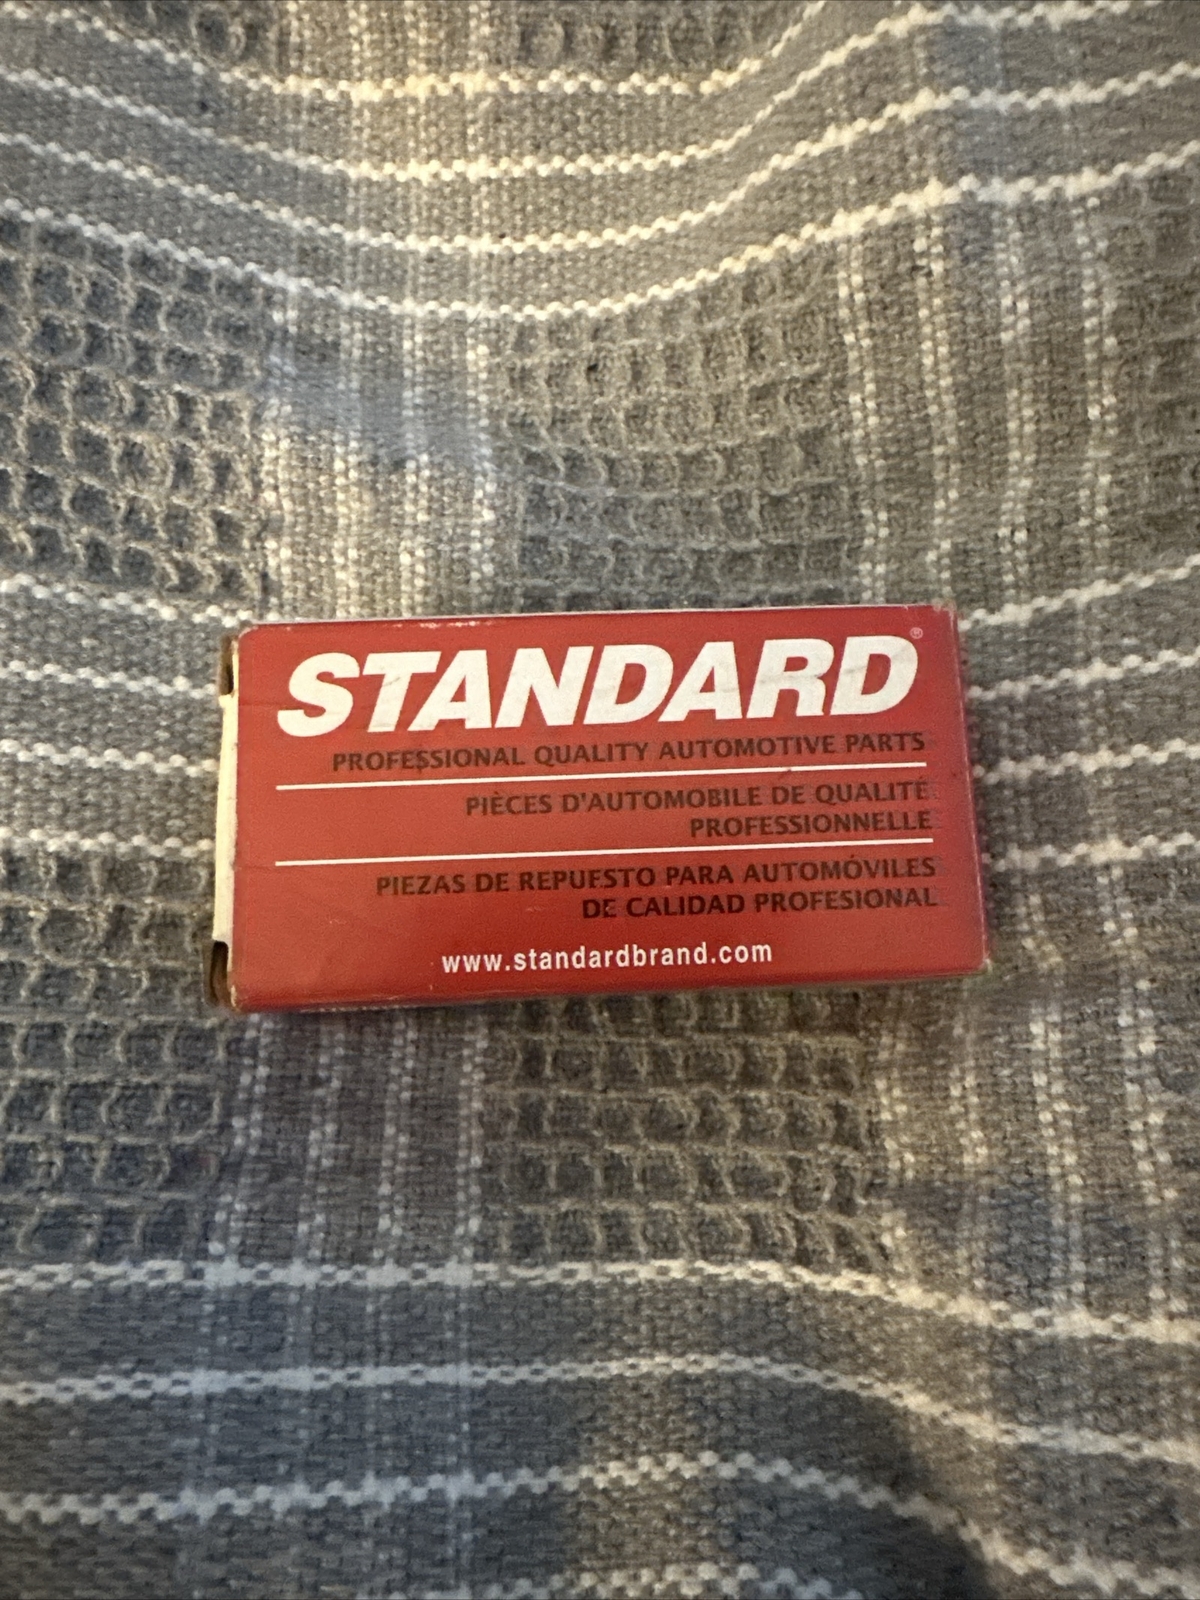 STANDARD®
PROFESSIONAL QUALITY AUTOMOTIVE PARTS
PIÈCES D'AUTOMOBILE DE QUALITÉ
PROFESSIONNELLE
PIEZAS DE REPUESTO PARA AUTOMÓVILES
DE CALIDAD PROFESIONAL
www.standardbrand.com